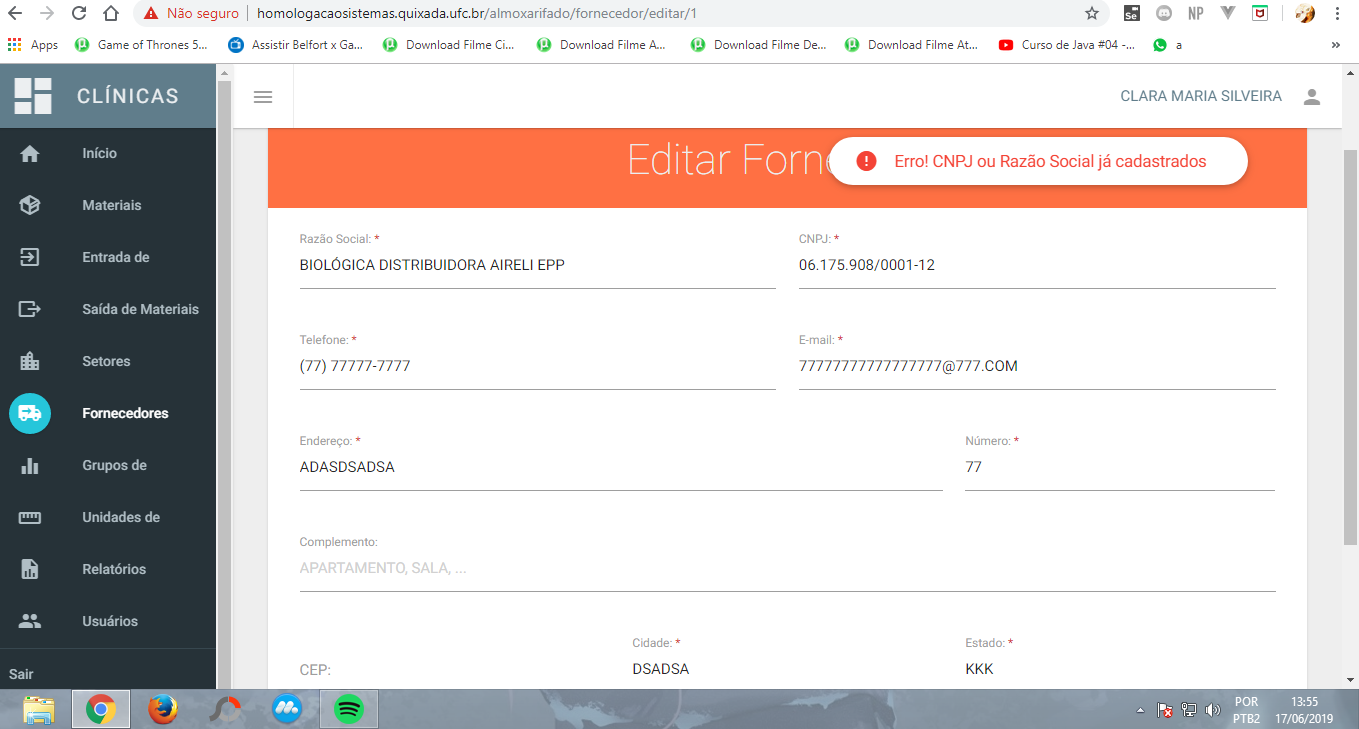 Não seguro
homologacaosistemas.quixada.ufc.br/almoxarifado/fornecedor/editar/1
Se
NP
Apps
Game of Thrones 5...
Assistir Belfort x Ga...
Download Filme Ci...
Download Filme A...
Download Filme De...
Download Filme At...
Curso de Java #04 -...
a
»
CLÍNICAS
CLARA MARIA SILVEIRA
Início
Materiais
Entrada de
Saída de Materiais
Setores
Fornecedores
Grupos de
Unidades de
Relatórios
Usuários
Sair
Editar Forne
Erro! CNPJ ou Razão Social já cadastrados
Razão Social: *
BIOLÓGICA DISTRIBUIDORA AIRELI EPP
CNPJ: *
06.175.908/0001-12
Telefone: *
(77) 77777-7777
E-mail: *
77777777777777777@777.COM
Endereço: *
ADASDSADSA
Número: *
77
Complemento:
APARTAMENTO, SALA, ...
CEP:
Cidade: *
DSADSA
Estado: *
KKK
POR
PTB2
13:55
17/06/2019